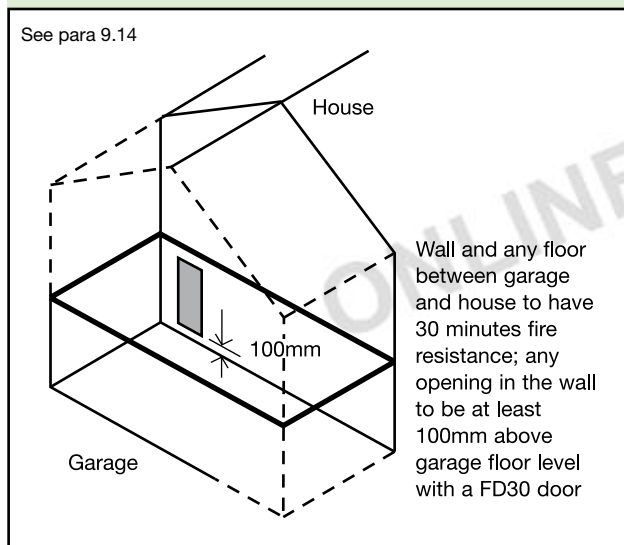 See para 9.14
House
ONLINE
Wall and any floor
between garage
and house to have
30 minutes fire
resistance; any
opening in the wall
to be at least
100mm above
garage floor level
with a FD30 door
100mm
Garage